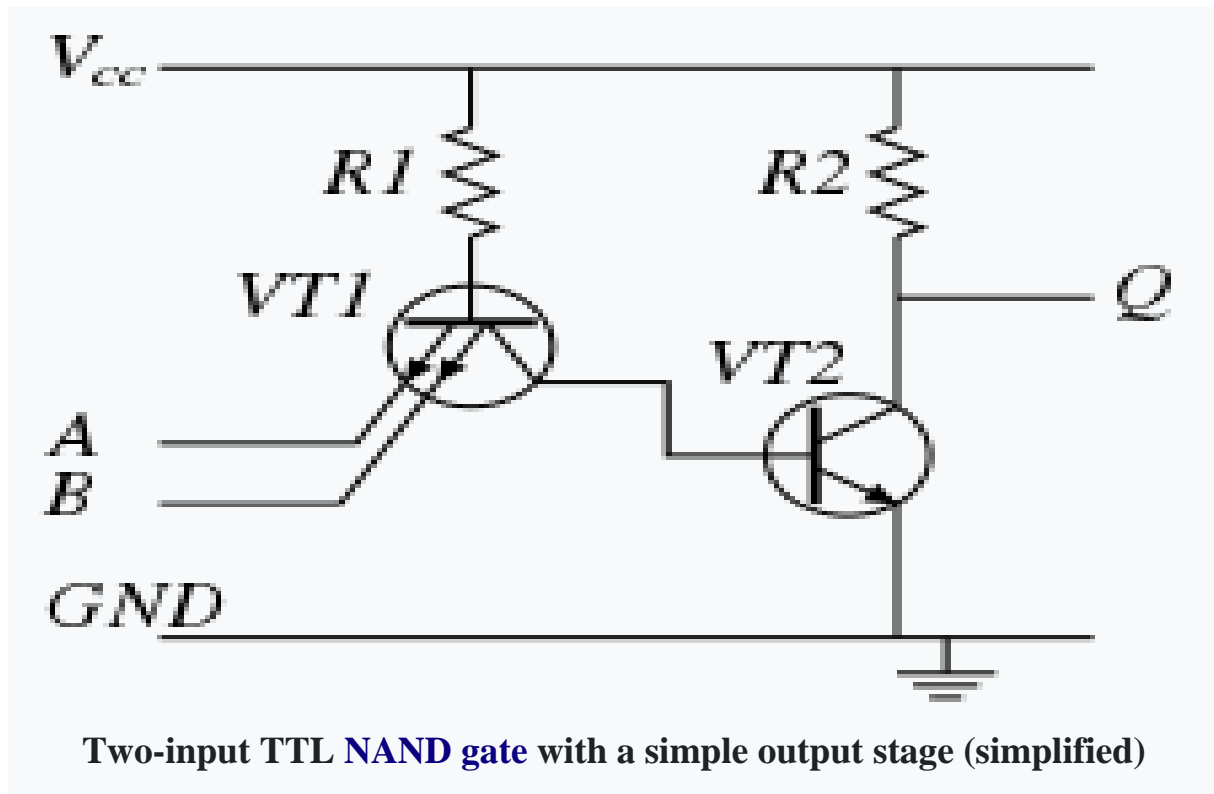 Vcc
R1
R2
VT1
Q
VT2
A
B
GND
Two-input TTL NAND gate with a simple output stage (simplified)